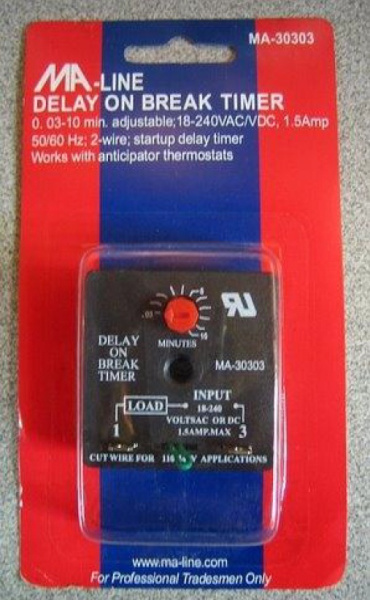 MA-30303
MA-LINE
DELAY ON BREAK TIMER
0. 03-10 min. adjustable;18-240VAC/VDC, 1.5Amp
50/60 Hz; 2-wire; startup delay timer
Works with anticipator thermostats
.03
10
MINUTES
DELAY
ON
BREAK
TIMER
MA-30303
LOAD
INPUT
18-240
VOLTSAC OR DC
1.5AMP.MAX
1
3
CUT WIRE FOR V APPLICATIONS
www.ma-line.com
For Professional Tradesmen Only